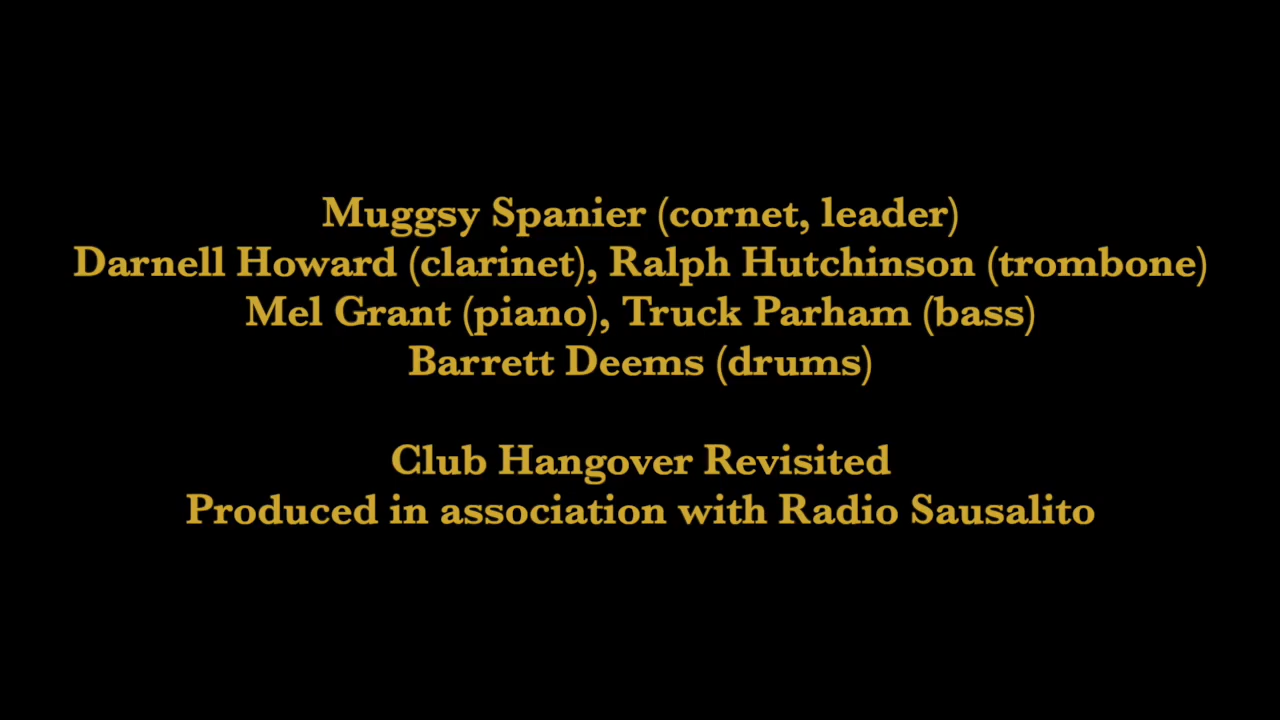 Muggsy Spanier (cornet, leader)
Darnell Howard (clarinet), Ralph Hutchinson (trombone)
Mel Grant (piano), Truck Parham (bass)
Barrett Deems (drums)
Club Hangover Revisited
Produced in association with Radio Sausalito